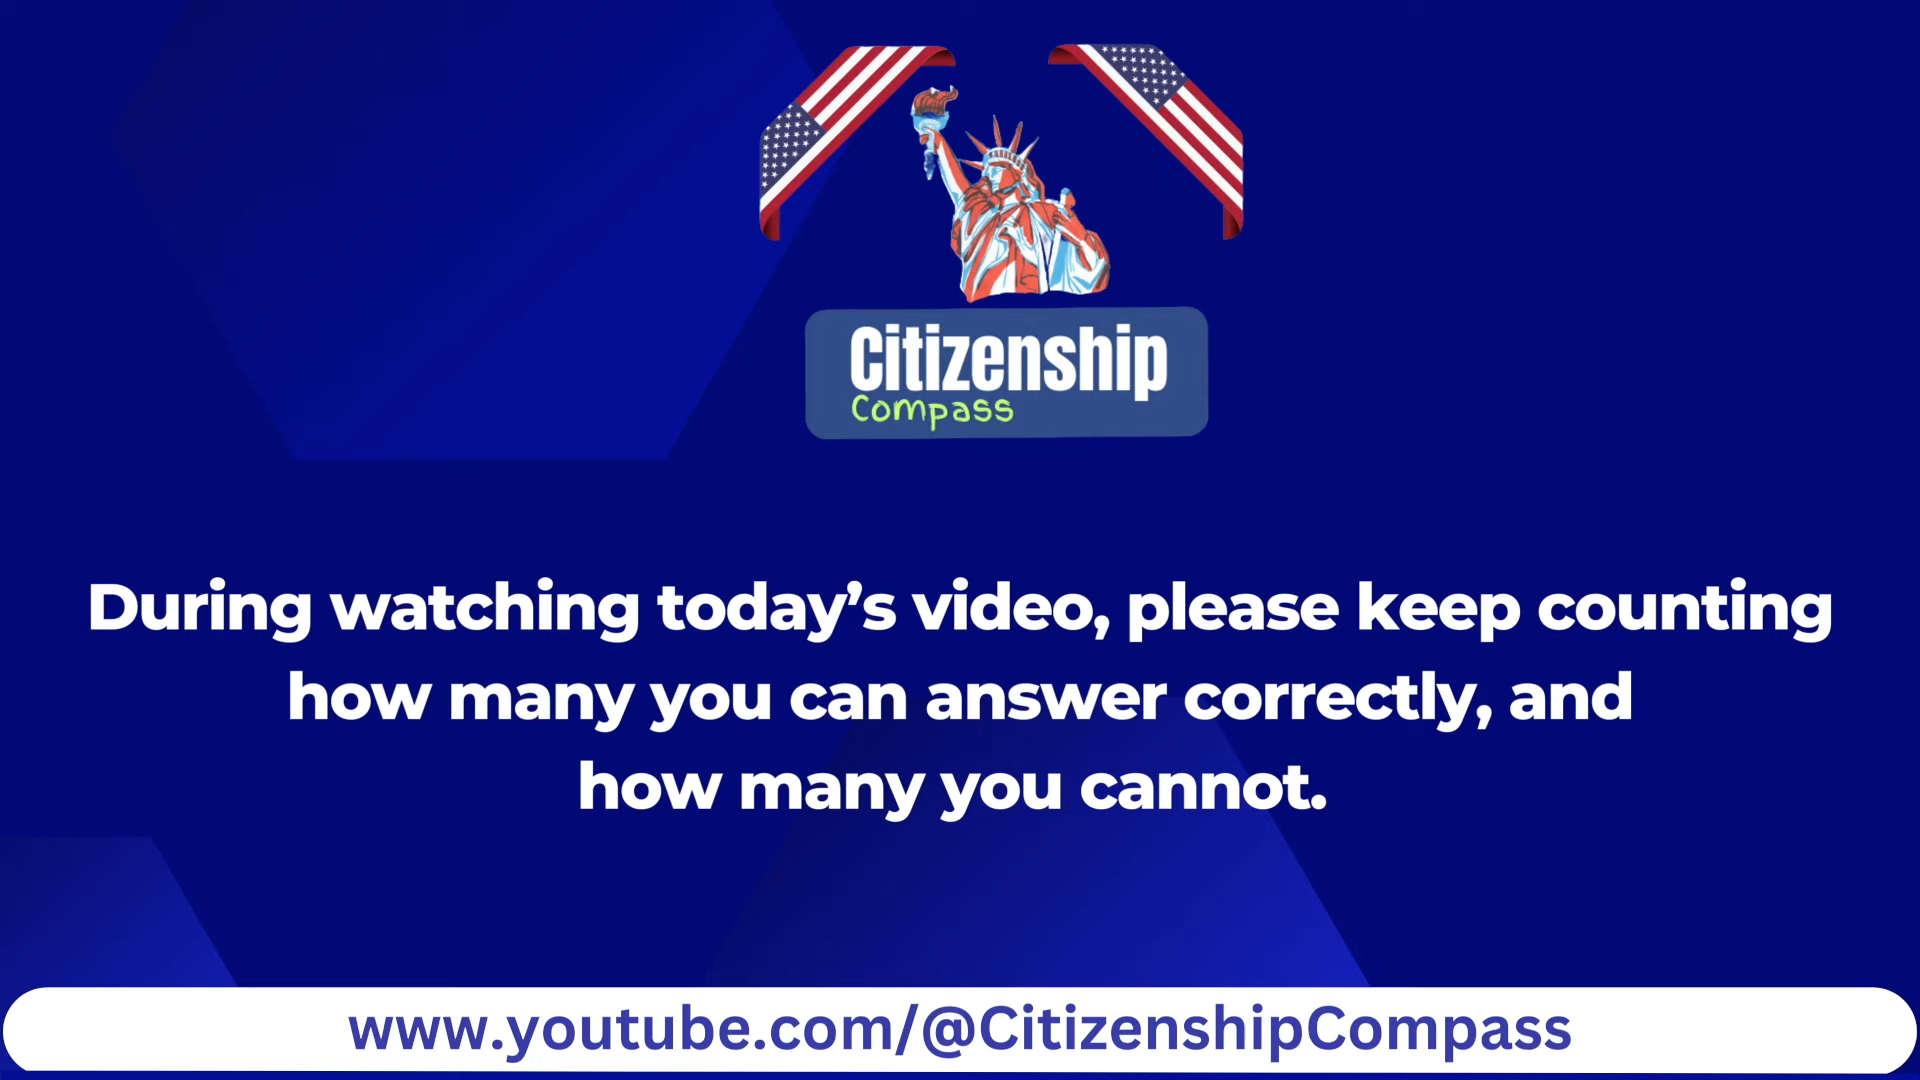 Citizenship
Compass
During watching today’s video, please keep counting
how many you can answer correctly, and
how many you cannot.
www.youtube.com/@CitizenshipCompass